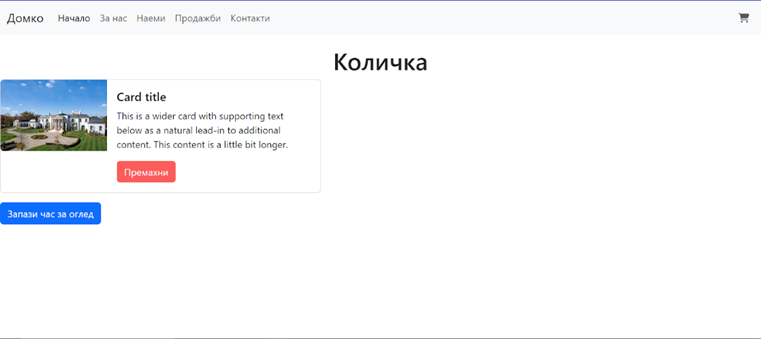 Домко Начало За нас Наеми Продажби Контакти
Количка
Card title
This is a wider card with supporting text
below as a natural lead-in to additional
content. This content is a little bit longer.
Премахни
Запази час за оглед